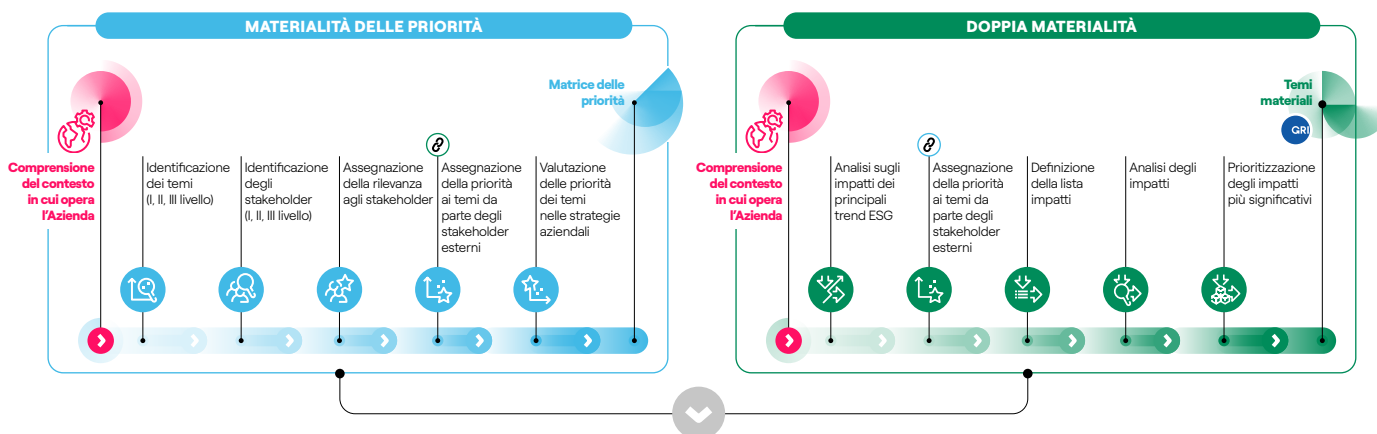 MATERIALITÀ DELLE PRIORITÀ
Matrice delle
priorità
Comprensione
del contesto
in cui opera
l'Azienda
Identificazione
dei temi
(I, II, III livello)
Identificazione
degli
stakeholder
(I, II, III livello)
Assegnazione
della rilevanza
agli stakeholder
Assegnazione
della priorità
ai temi da
parte degli
stakeholder
esterni
Valutazione
delle priorità
dei temi
nelle strategie
aziendali
DOPPIA MATERIALITÀ
Temi
materiali
GRI
Comprensione
del contesto
in cui opera
l'Azienda
Analisi sugli
impatti dei
principali
trend ESG
Assegnazione
della priorità
ai temi da
parte degli
stakeholder
esterni
Definizione
della lista
impatti
Analisi degli
impatti
Prioritizzazione
degli impatti
più significativi